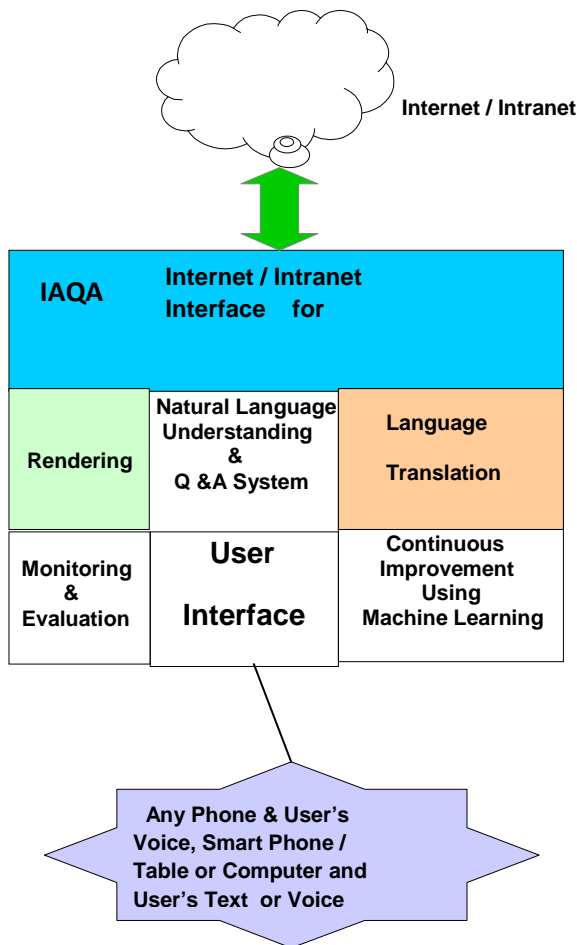 Internet / Intranet
IAQA
Internet / Intranet
Interface for
Rendering
Natural Language
Understanding
&
Q &A System
Language
Translation
Monitoring
&
Evaluation
User
Interface
Continuous
Improvement
Using
Machine Learning
Any Phone & User's
Voice, Smart Phone /
Table or Computer and
User's Text or Voice